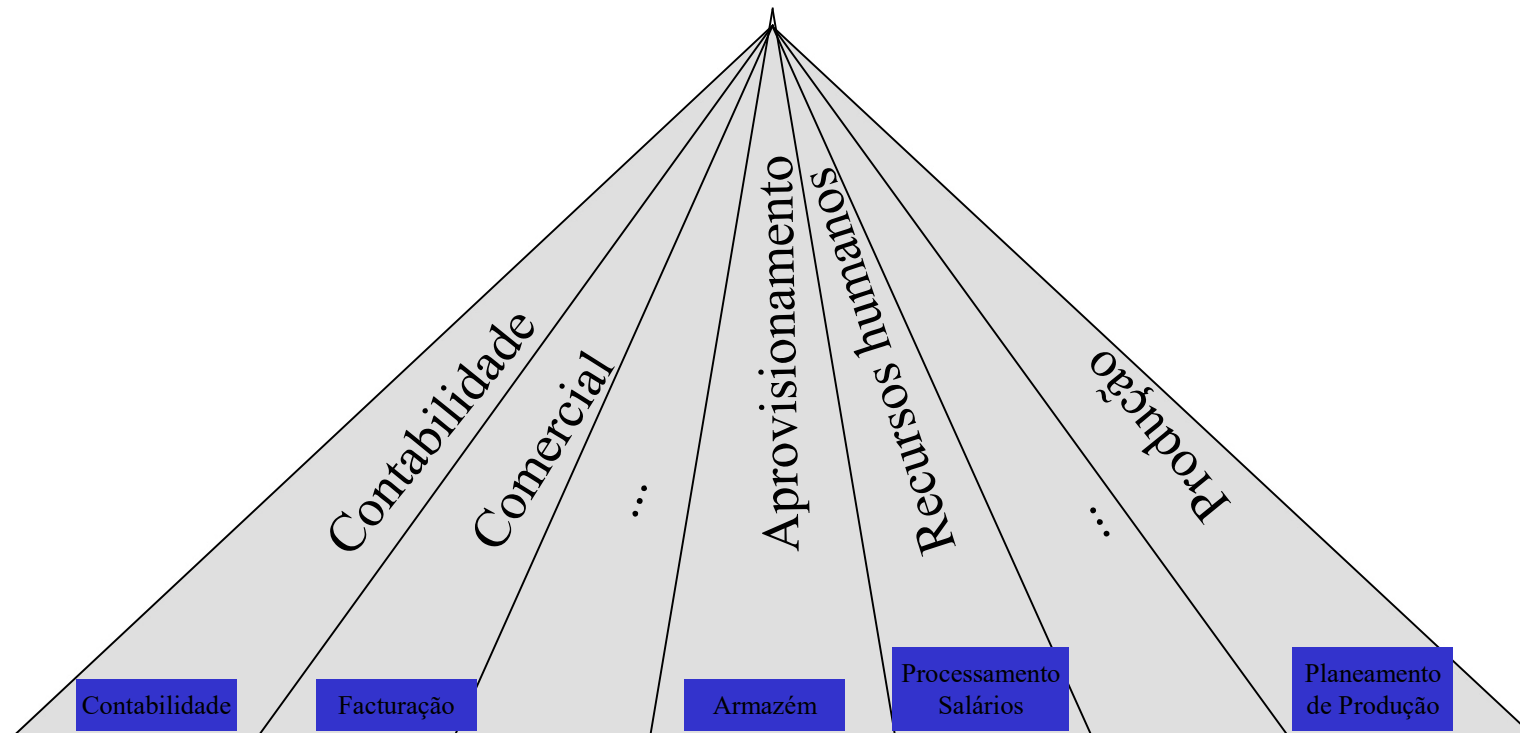 Contabilidade
Comercial
...
Aprovisionamento
Recursos humanos
...
Produção
Contabilidade
Facturação
Armazém
Processamento
Salários
Planeamento
de Produção